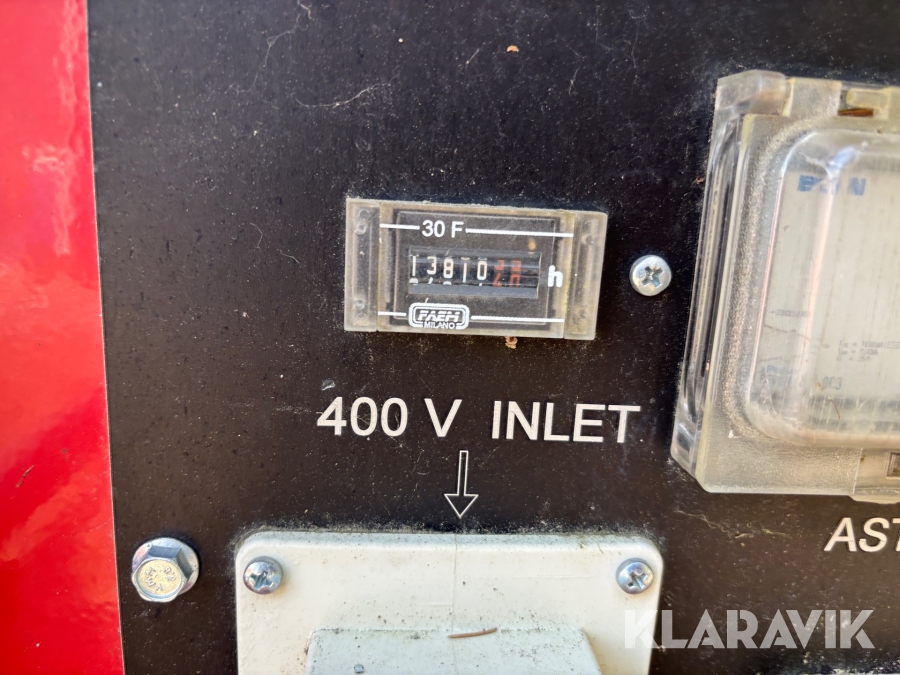 30 F
13810
h
FAEM
MILANO
400 V INLET
AST
KLARAVIK